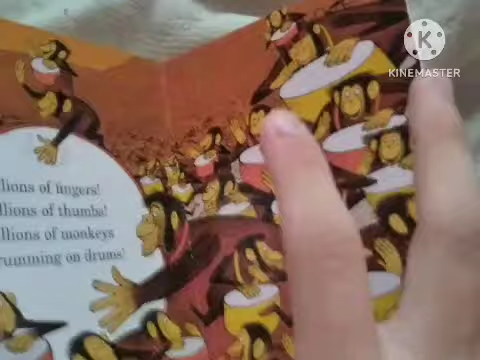 llions of fingers!
llions of thumbs!
llions of monkeys
rumming on drums!
KINEMASTER